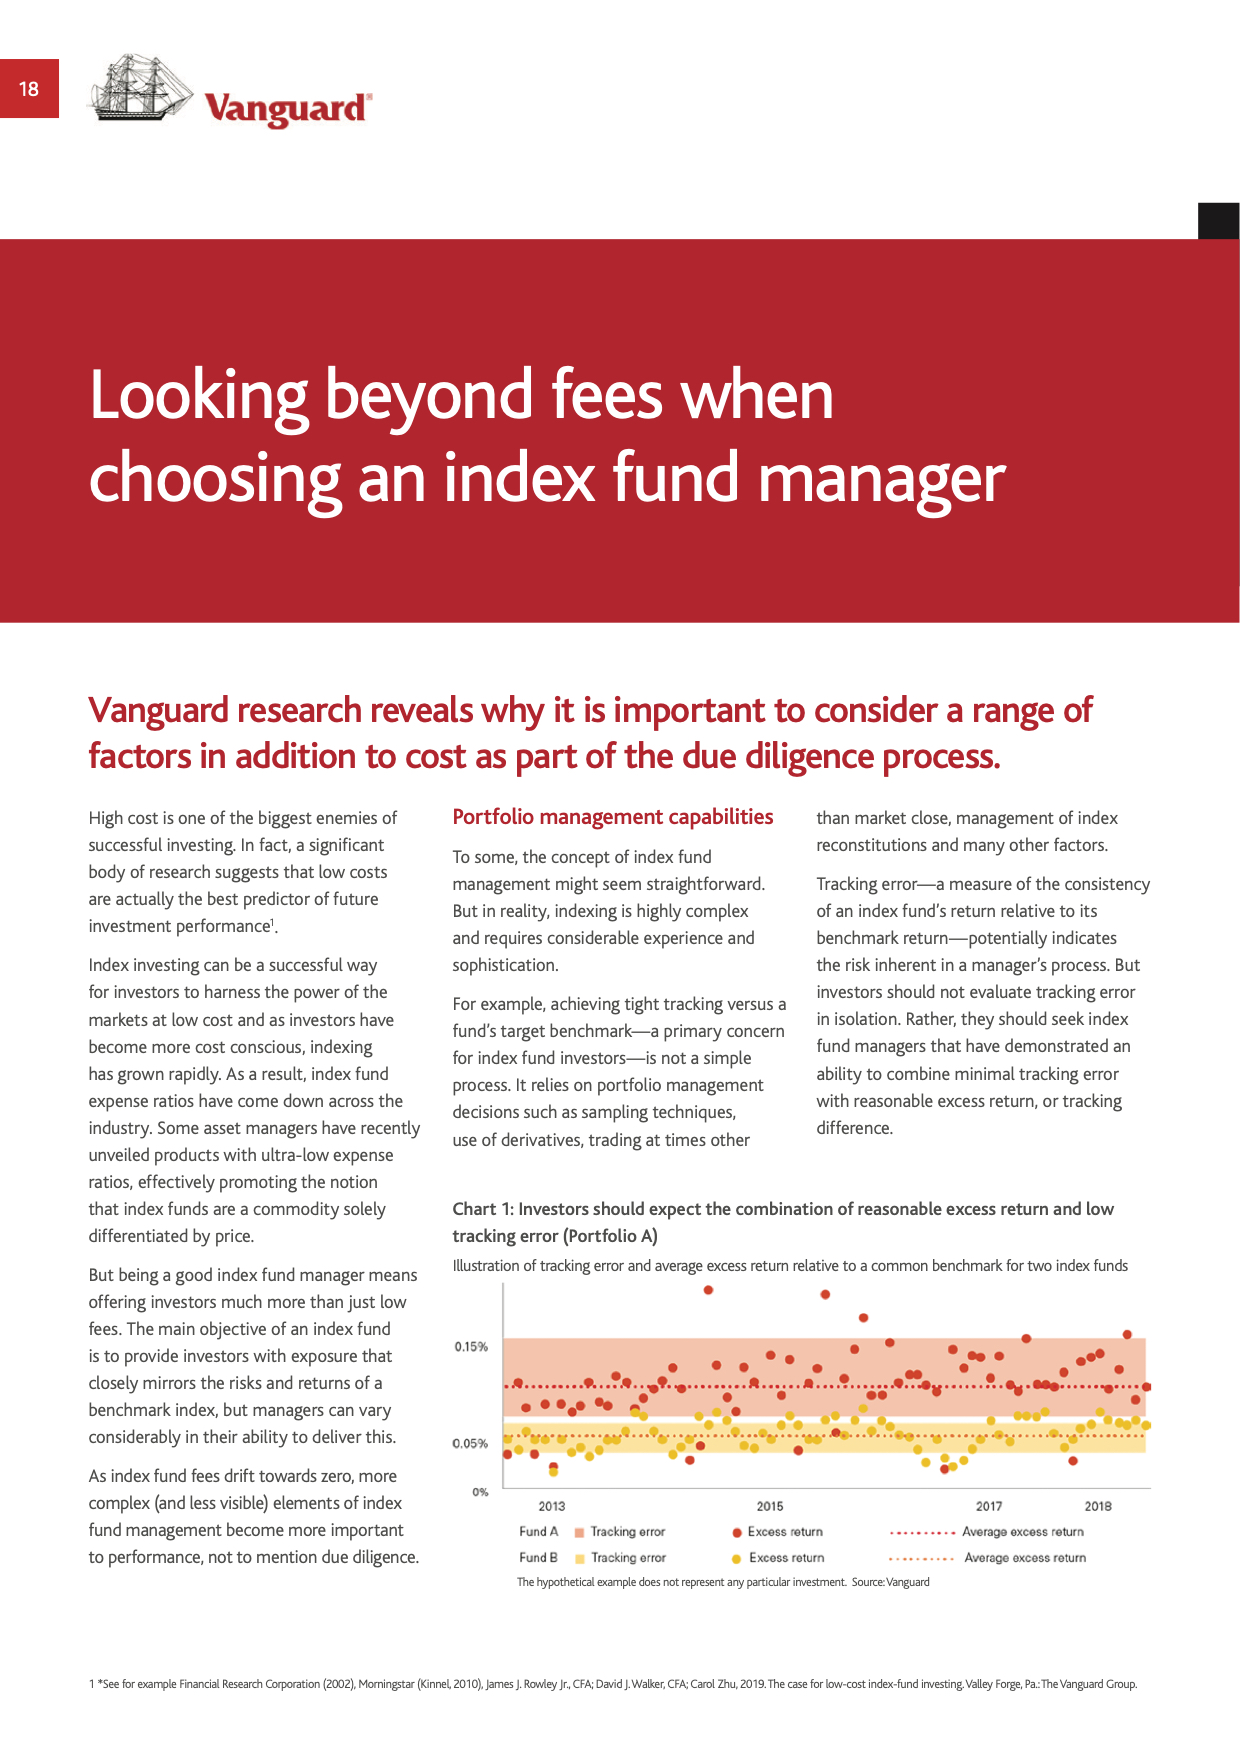 18
Vanguard®
Looking beyond fees when
choosing an index fund manager
Vanguard research reveals why it is important to consider a range of
factors in addition to cost as part of the due diligence process.
High cost is one of the biggest enemies of
successful investing. In fact, a significant
body of research suggests that low costs
are actually the best predictor of future
investment performance1.
Index investing can be a successful way
for investors to harness the power of the
markets at low cost and as investors have
become more cost conscious, indexing
has grown rapidly. As a result, index fund
expense ratios have come down across the
industry. Some asset managers have recently
unveiled products with ultra-low expense
ratios, effectively promoting the notion
that index funds are a commodity solely
differentiated by price.
But being a good index fund manager means
offering investors much more than just low
fees. The main objective of an index fund
is to provide investors with exposure that
closely mirrors the risks and returns of a
benchmark index, but managers can vary
considerably in their ability to deliver this.
As index fund fees drift towards zero, more
complex (and less visible) elements of index
fund management become more important
to performance, not to mention due diligence.
Portfolio management capabilities
To some, the concept of index fund
management might seem straightforward.
But in reality, indexing is highly complex
and requires considerable experience and
sophistication.
For example, achieving tight tracking versus a
fund's target benchmark—a primary concern
for index fund investors—is not a simple
process. It relies on portfolio management
decisions such as sampling techniques,
use of derivatives, trading at times other
than market close, management of index
reconstitutions and many other factors.
Tracking error—a measure of the consistency
of an index fund's return relative to its
benchmark return—potentially indicates
the risk inherent in a manager's process. But
investors should not evaluate tracking error
in isolation. Rather, they should seek index
fund managers that have demonstrated an
ability to combine minimal tracking error
with reasonable excess return, or tracking
difference.
Chart 1: Investors should expect the combination of reasonable excess return and low
tracking error (Portfolio A)
Illustration of tracking error and average excess return relative to a common benchmark for two index funds
0.15%
0.05%
0%
2013 2015 2017 2018
Fund A Tracking error Excess return Average excess return
Fund B Tracking error Excess return Average excess return
The hypothetical example does not represent any particular investment. Source: Vanguard
1 *See for example Financial Research Corporation (2002), Morningstar (Kinnel, 2010), James J. Rowley Jr., CFA; David J. Walker, CFA; Carol Zhu, 2019. The case for low-cost index-fund investing. Valley Forge, Pa.: The Vanguard Group.